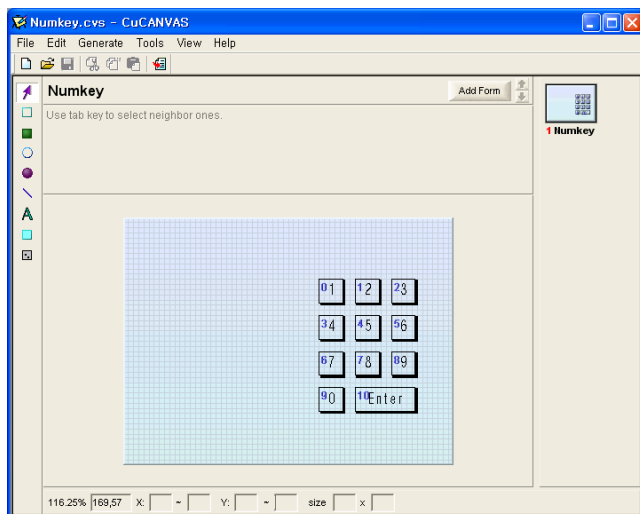 Numkey.cvs - CuCANVAS
File Edit Generate Tools View Help
Numkey Add Form
Use tab key to select neighbor ones.
1 Numkey
A
0 1 1 2 2 3
3 4 4 5 5 6
6 7 7 8 8 9
9 0 10 Enter
116.25% 169,57 X: ~ Y: ~ size x